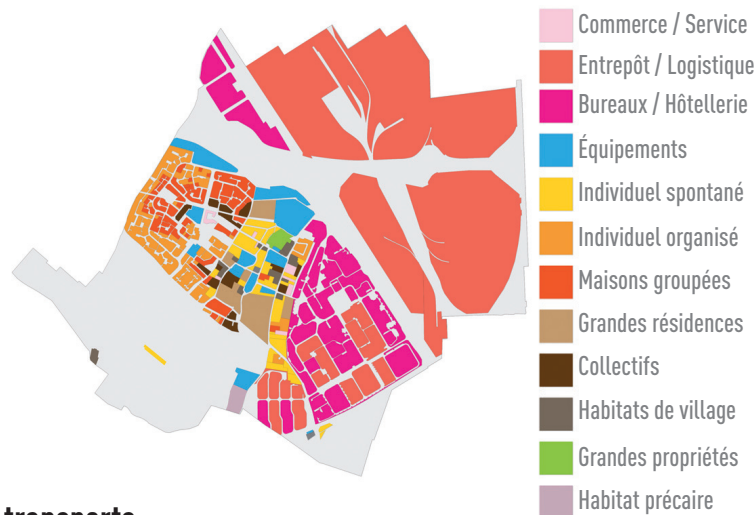 Commerce / Service
Entrepôt / Logistique
Bureaux / Hôtellerie
Équipements
Individuel spontané
Individuel organisé
Maisons groupées
Grandes résidences
Collectifs
Habitats de village
Grandes propriétés
Habitat précaire